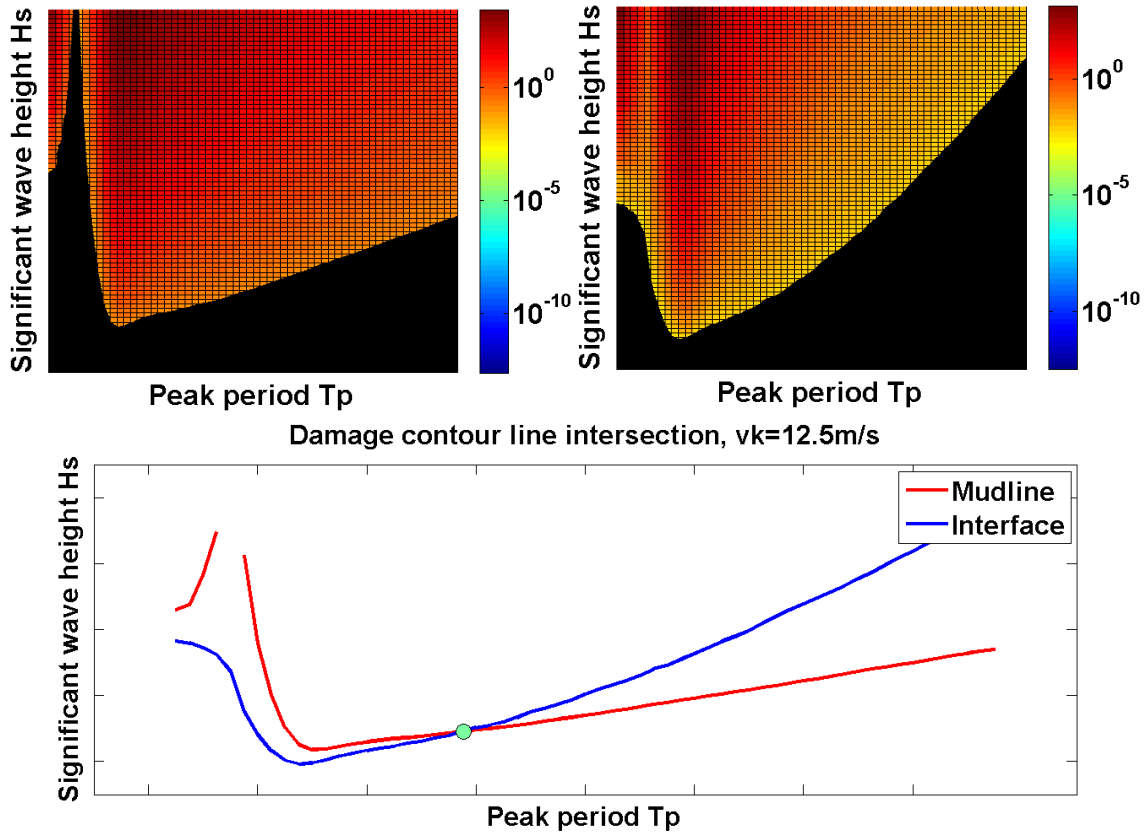 Significant wave height Hs
10^0
10^-5
10^-10
Peak period Tp
Significant wave height Hs
10^0
10^-5
10^-10
Peak period Tp
Damage contour line intersection, vk=12.5m/s
Significant wave height Hs
Mudline
Interface
Peak period Tp